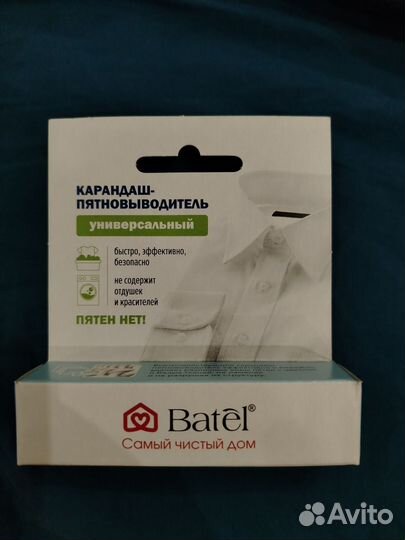 КАРАНДАШ-
ПЯТНОВЫВОДИТЕЛЬ
универсальный
быстро, эффективно,
безопасно
не содержит
отдушек
и красителей
ПЯТЕН НЕТ!
Batel®
Самый чистый дом
Avito